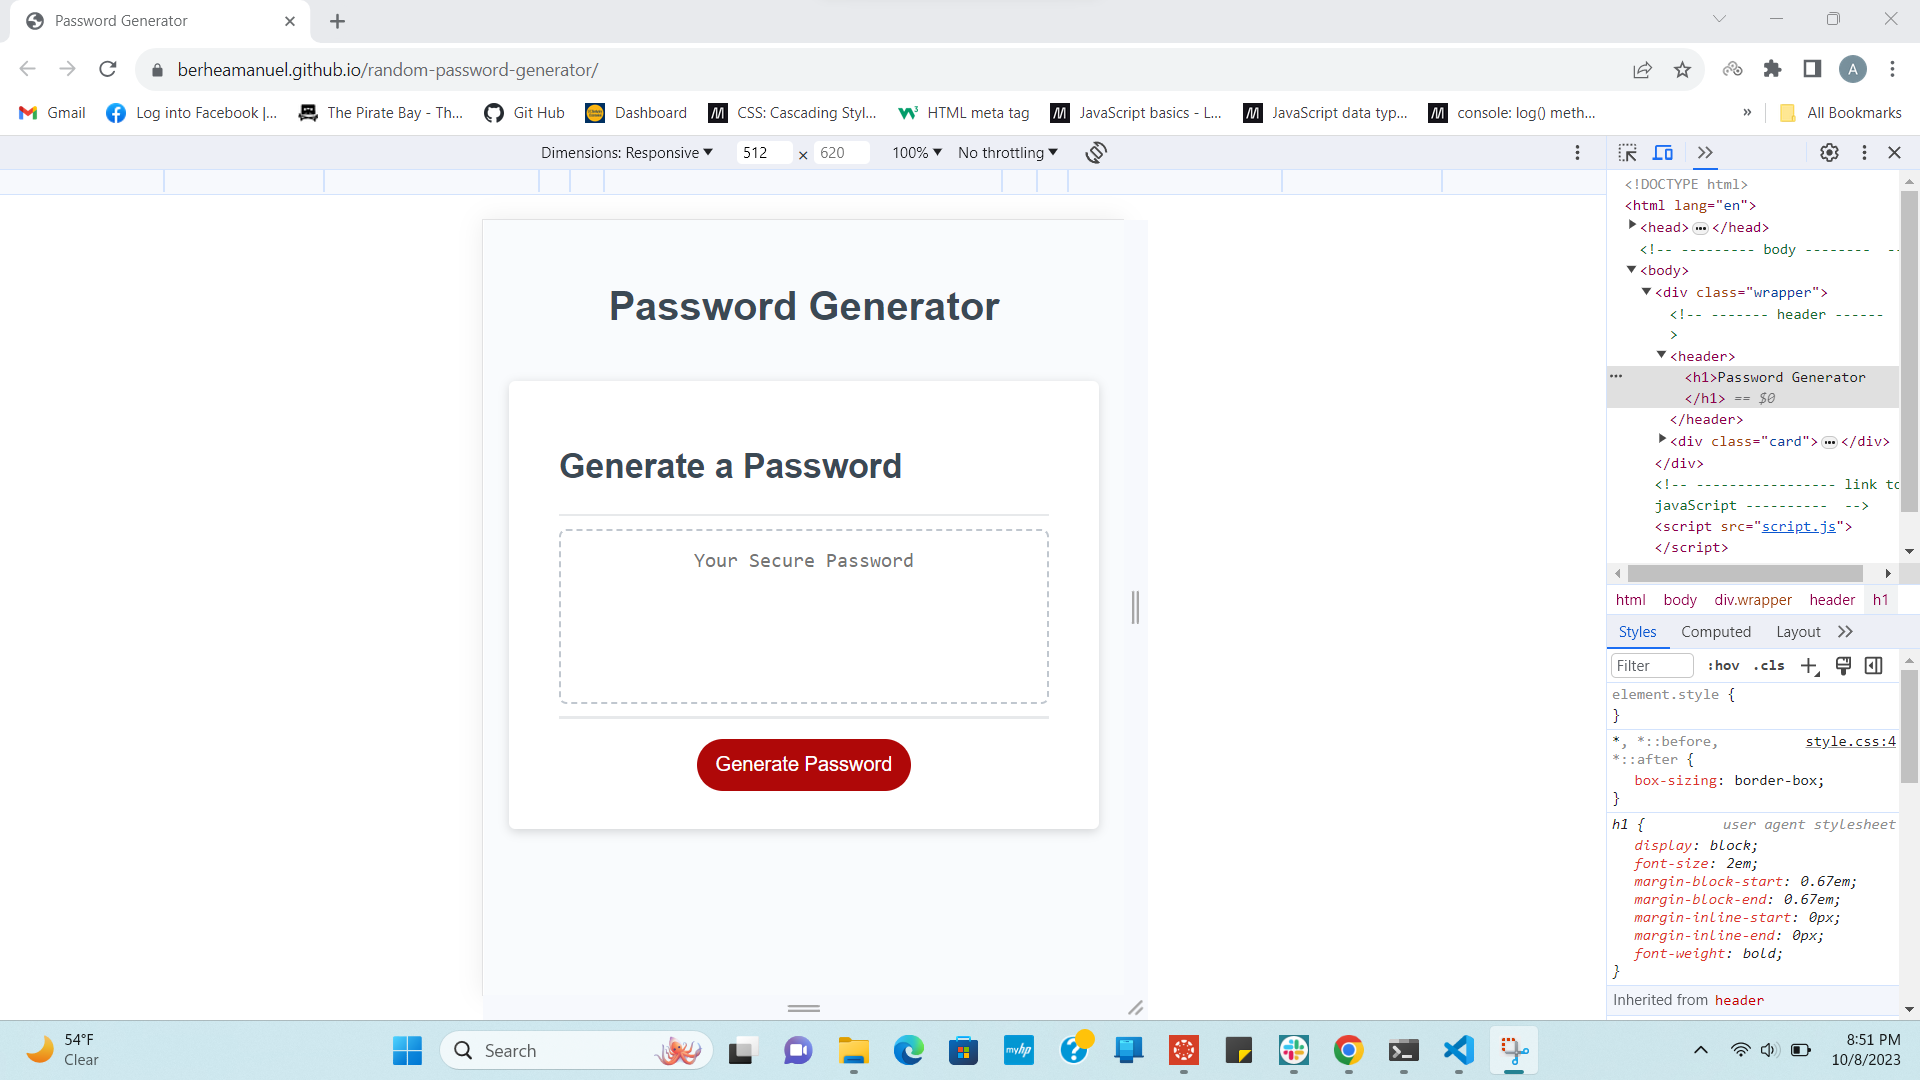 Password Generator
berheamanuel.github.io/random-password-generator/
A
Gmail
Log into Facebook |...
The Pirate Bay - Th...
Git Hub
Dashboard
CSS: Cascading Styl...
HTML meta tag
JavaScript basics - L...
JavaScript data typ...
console: log() meth...
»
All Bookmarks
Dimensions: Responsive
512 × 620
100%
No throttling
<!DOCTYPE html>
<html lang="en">
<head> ••• </head>
<!-- --------- body -------- --
<body>
<div class="wrapper">
<!-- ------- header ------
>
<header>
<h1>Password Generator
</h1> == $0
</header>
<div class="card"> ••• </div>
</div>
<!-- ----------------- link to
javaScript ---------- -->
<script src="script.js">
</script>
html body div.wrapper header h1
Styles Computed Layout
Filter :hov .cls
element.style {
}
*, *::before, style.css:4
*::after {
box-sizing: border-box;
}
h1 { user agent stylesheet
display: block;
font-size: 2em;
margin-block-start: 0.67em;
margin-block-end: 0.67em;
margin-inline-start: 0px;
margin-inline-end: 0px;
font-weight: bold;
}
Inherited from header
Password Generator
Generate a Password
Your Secure Password
Generate Password
54°F
Clear
Search
myhp
8:51 PM
10/8/2023